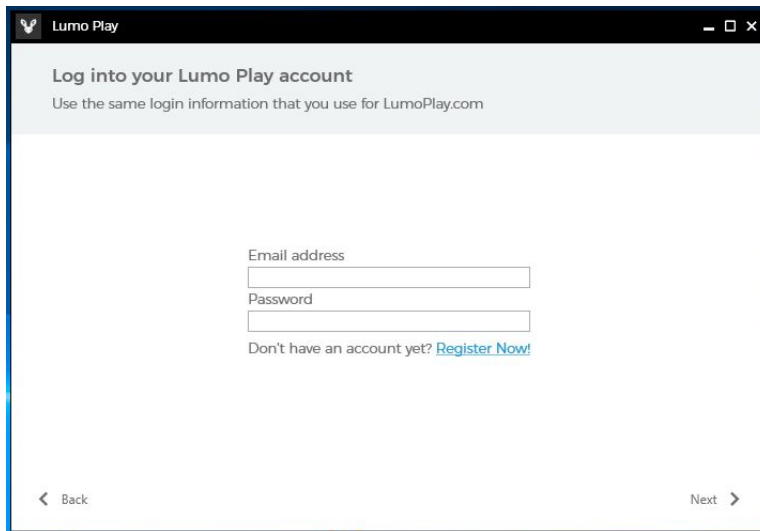 Lumo Play
Log into your Lumo Play account
Use the same login information that you use for LumoPlay.com
Email address
Password
Don't have an account yet? Register Now!
Back
Next